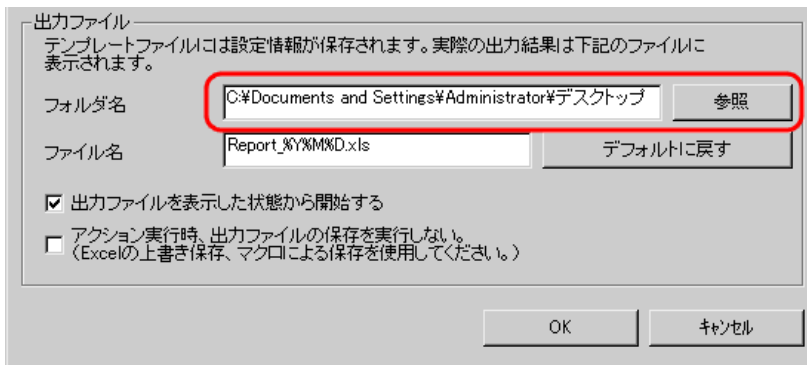 出力ファイル
テンプレートファイルには設定情報が保存されます。実際の出力結果は下記のファイルに
表示されます。
フォルダ名
C:¥Documents and Settings¥Administrator¥デスクトップ
参照
ファイル名
Report_%Y%M%D.xls
デフォルトに戻す
出力ファイルを表示した状態から開始する
アクション実行時、出力ファイルの保存を実行しない。
（Excelの上書き保存、マクロによる保存を使用してください。）
OK
キャンセル